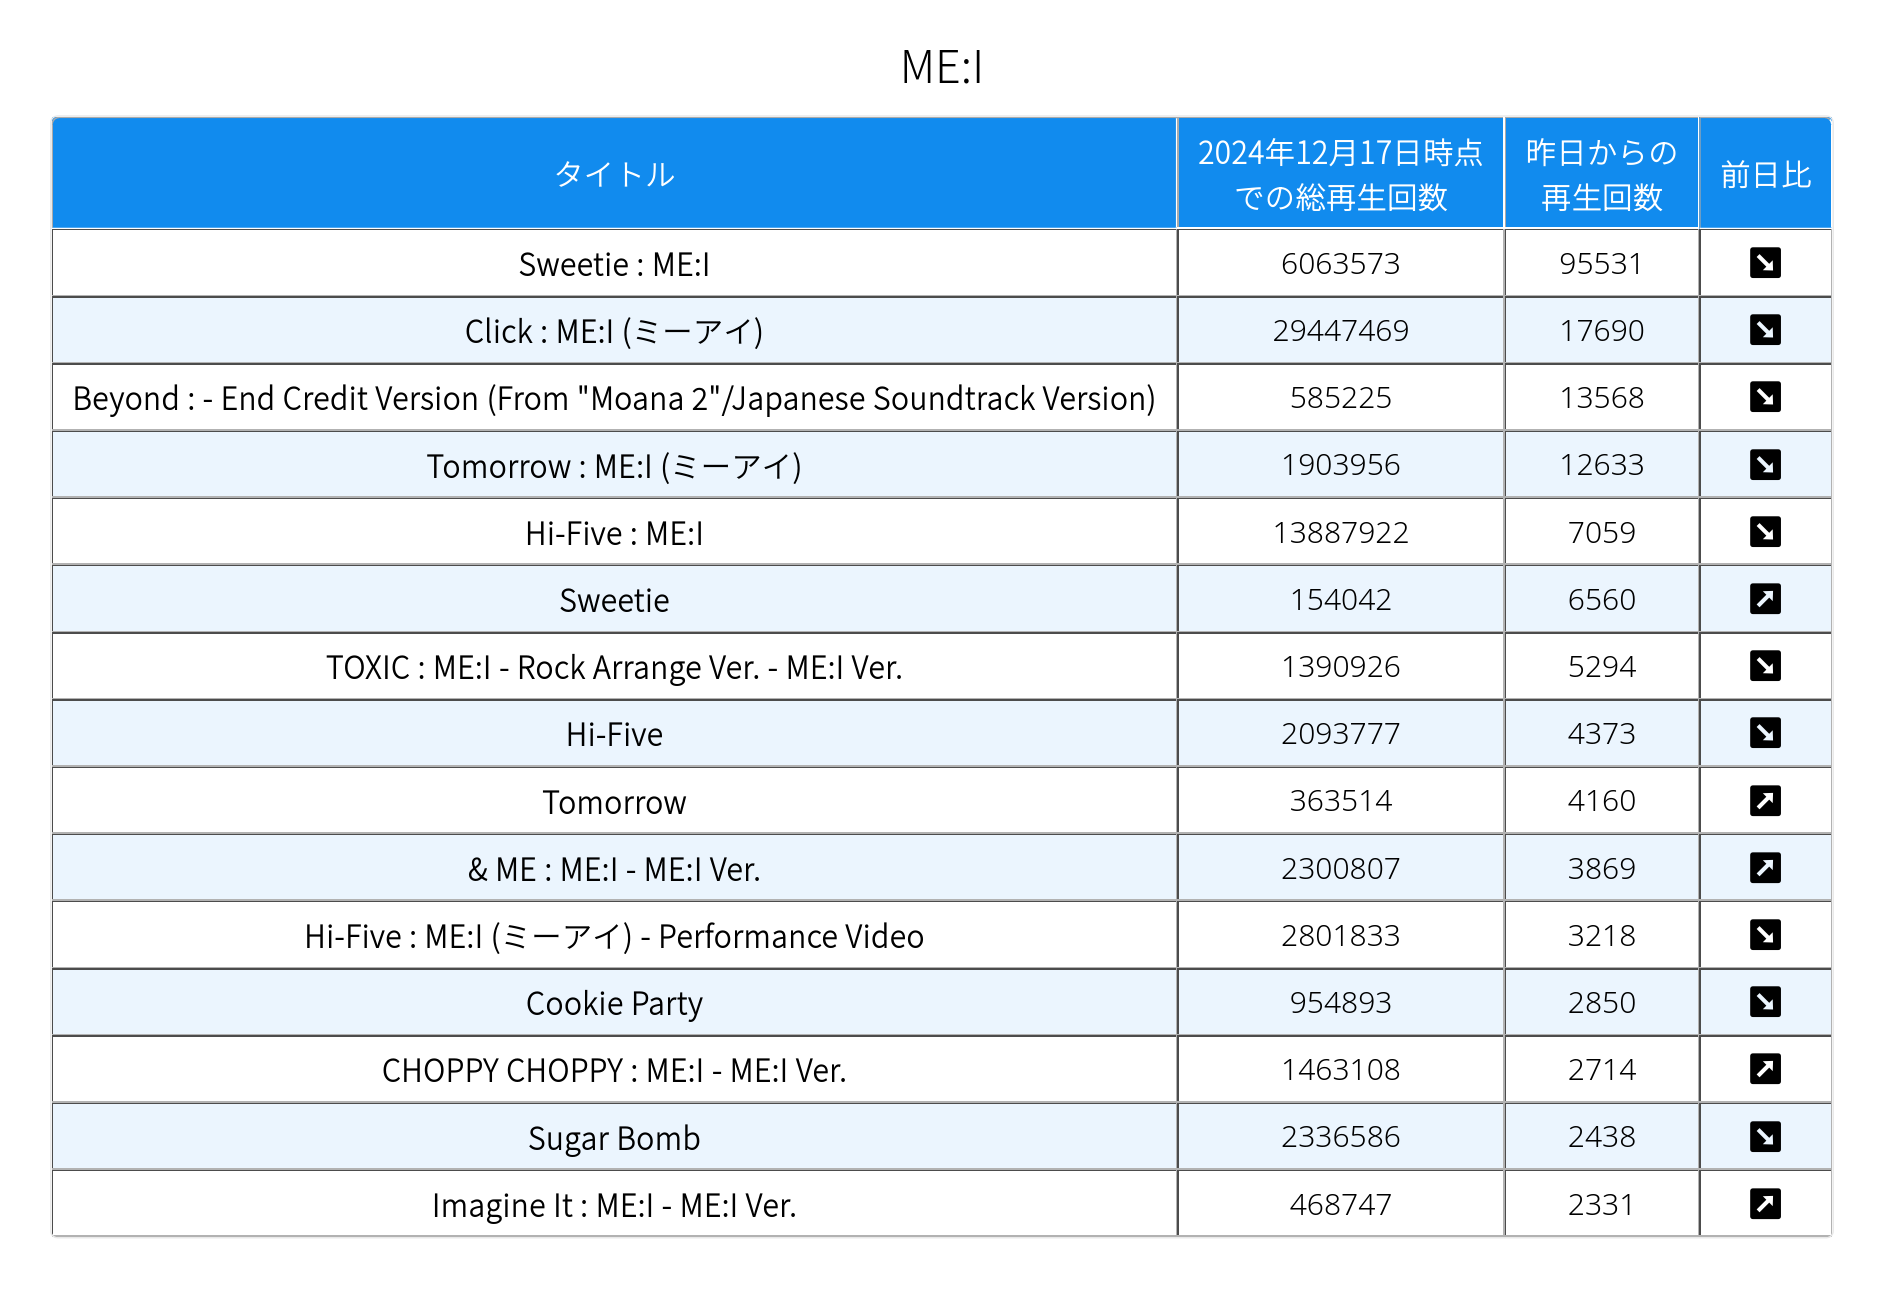 ME:I
タイトル
2024年12月17日時点
での総再生回数
昨日からの
再生回数
前日比
Sweetie : ME:I 6063573 95531
Click : ME:I (ミーアイ) 29447469 17690
Beyond : - End Credit Version (From "Moana 2"/Japanese Soundtrack Version) 585225 13568
Tomorrow : ME:I (ミーアイ) 1903956 12633
Hi-Five : ME:I 13887922 7059
Sweetie 154042 6560
TOXIC : ME:I - Rock Arrange Ver. - ME:I Ver. 1390926 5294
Hi-Five 2093777 4373
Tomorrow 363514 4160
& ME : ME:I - ME:I Ver. 2300807 3869
Hi-Five : ME:I (ミーアイ) - Performance Video 2801833 3218
Cookie Party 954893 2850
CHOPPY CHOPPY : ME:I - ME:I Ver. 1463108 2714
Sugar Bomb 2336586 2438
Imagine It : ME:I - ME:I Ver. 468747 2331